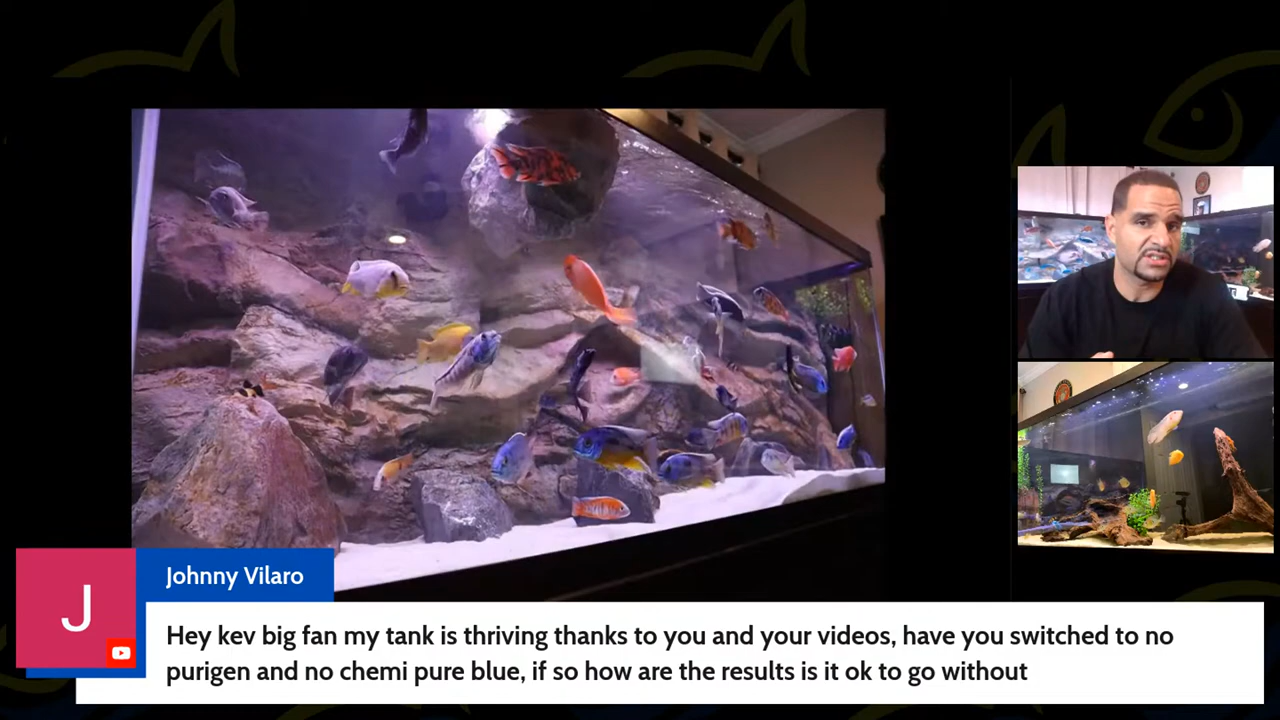 J
Johnny Vilaro
Hey kev big fan my tank is thriving thanks to you and your videos, have you switched to no
purigen and no chemi pure blue, if so how are the results is it ok to go without